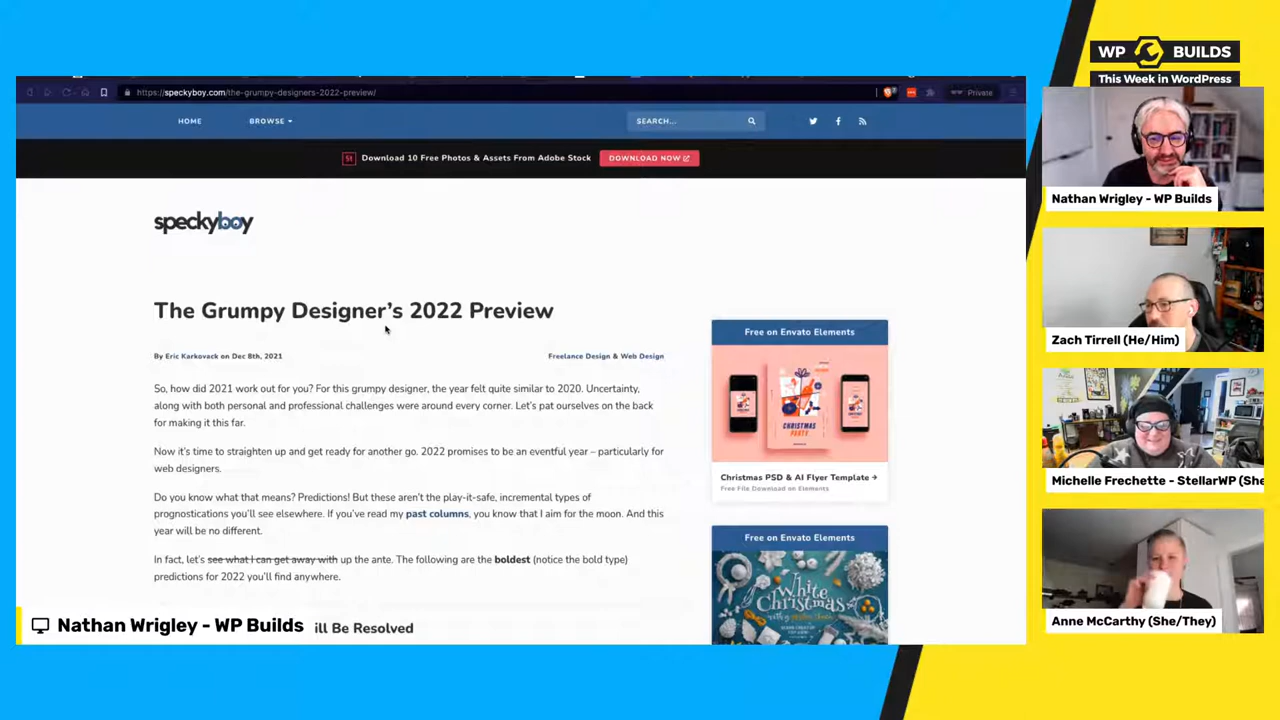 WP BUILDS
This Week in WordPress
https://speckyboy.com/the-grumpy-designers-2022-preview/
Private
HOME
BROWSE
SEARCH...
Download 10 Free Photos & Assets From Adobe Stock
DOWNLOAD NOW
speckyboy
The Grumpy Designer's 2022 Preview
By Eric Karkovack on Dec 8th, 2021
Freelance Design & Web Design
So, how did 2021 work out for you? For this grumpy designer, the year felt quite similar to 2020. Uncertainty,
along with both personal and professional challenges were around every corner. Let's pat ourselves on the back
for making it this far.
Now it's time to straighten up and get ready for another go. 2022 promises to be an eventful year – particularly for
web designers.
Do you know what that means? Predictions! But these aren't the play-it-safe, incremental types of
prognostications you'll see elsewhere. If you've read my past columns, you know that I aim for the moon. And this
year will be no different.
In fact, let's see what I can get away with up the ante. The following are the boldest (notice the bold type)
predictions for 2022 you'll find anywhere.
ill Be Resolved
Free on Envato Elements
CHRISTMAS
PARTY
Christmas PSD & AI Flyer Template →
Free File Download on Elements
Free on Envato Elements
White
Christmas
Nathan Wrigley - WP Builds
Nathan Wrigley - WP Builds
Zach Tirrell (He/Him)
Michelle Frechette - StellarWP (She
Anne McCarthy (She/They)